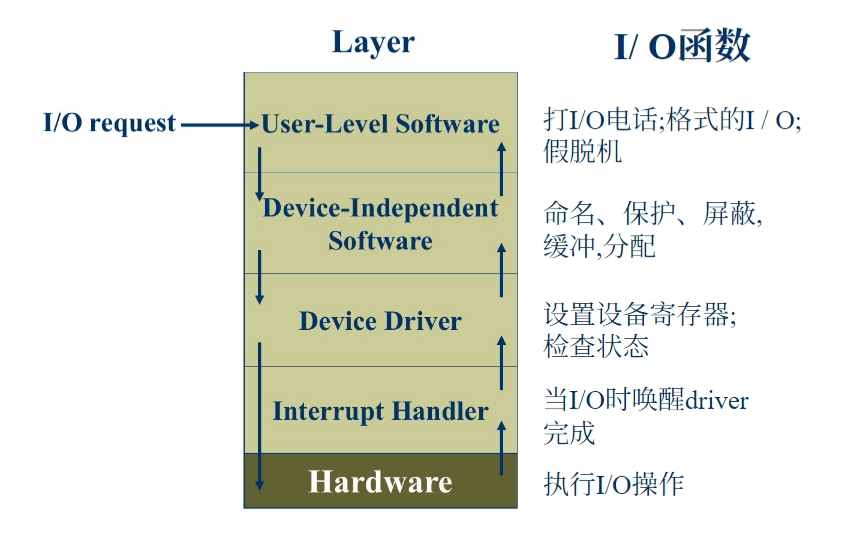 Layer
I/ O函数
I/O request
User-Level Software
打I/O电话;格式的I / O;
假脱机
Device-Independent
Software
命名、保护、屏蔽,
缓冲,分配
Device Driver
设置设备寄存器;
检查状态
Interrupt Handler
当I/O时唤醒driver
完成
Hardware
执行I/O操作